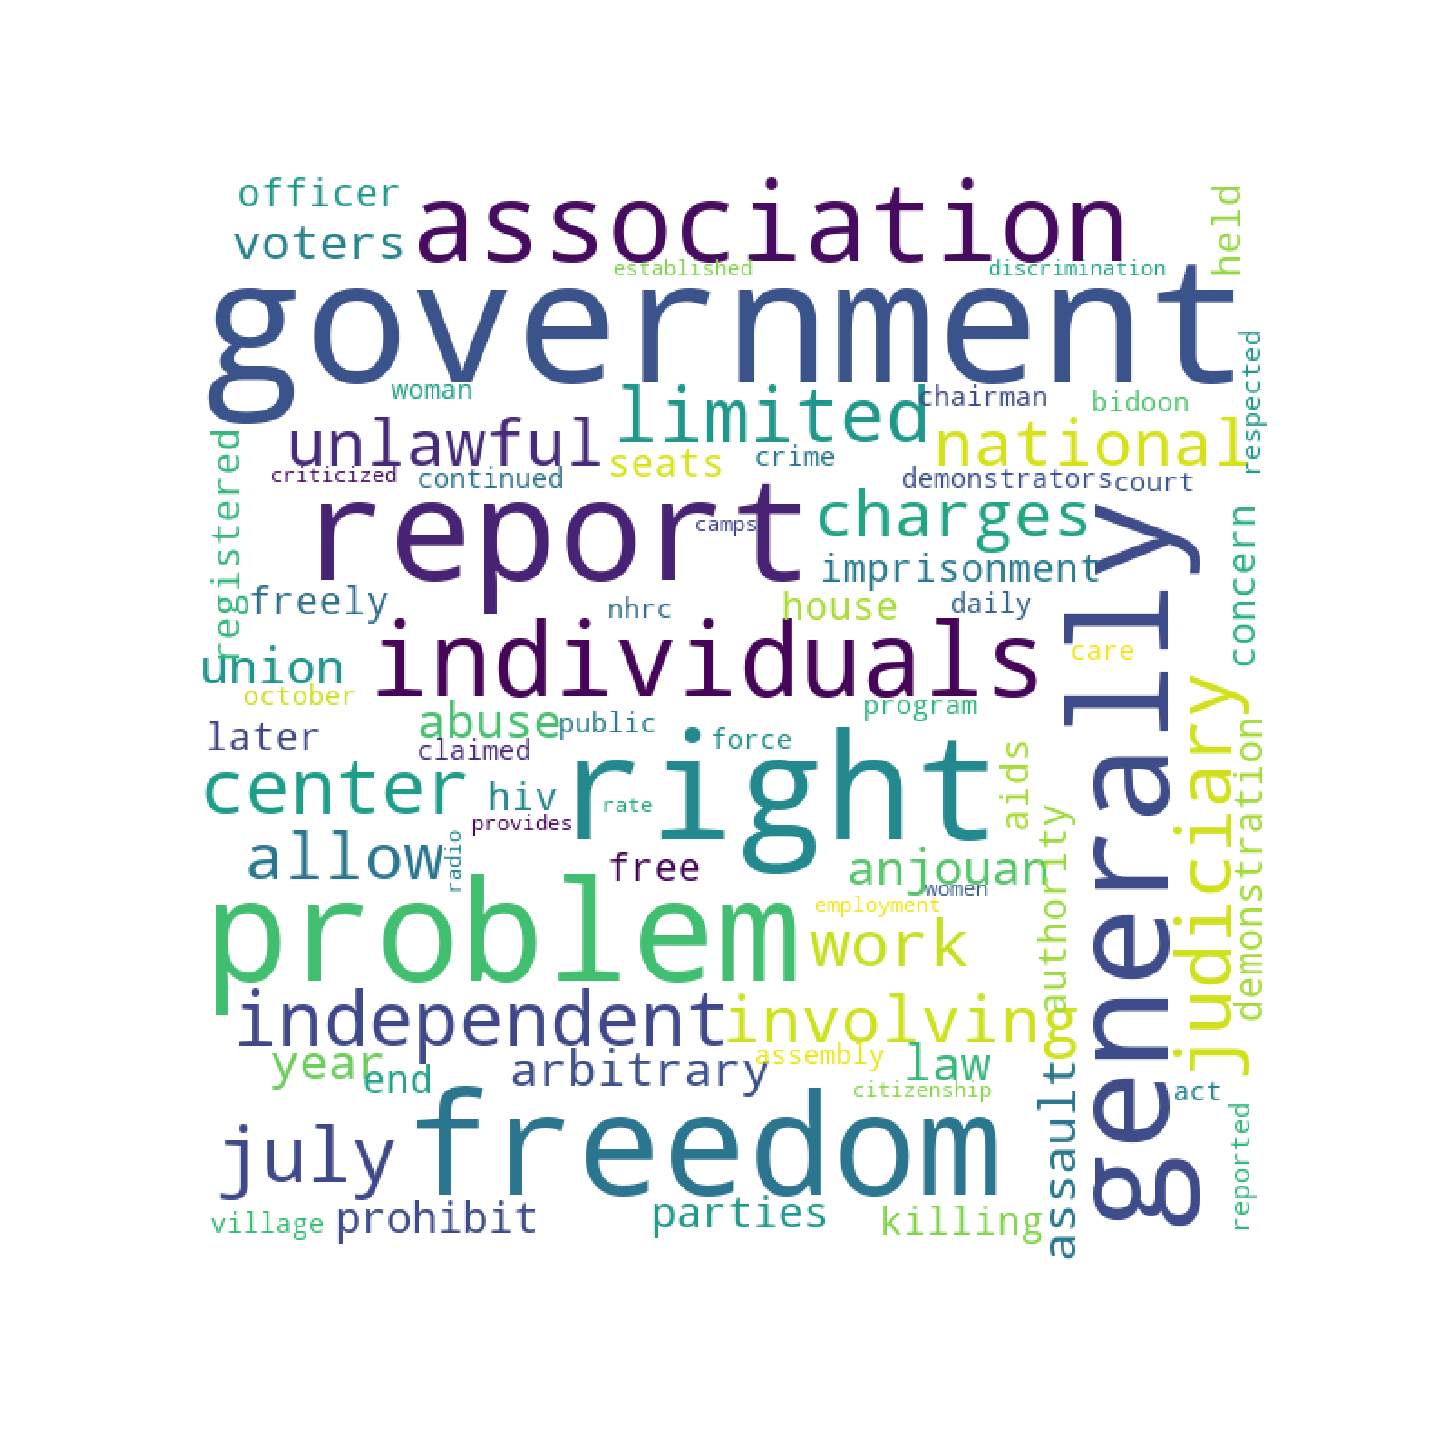 officer
association
held
voters
established
discrimination
government
respected
woman
limited
chairman
bidoon
unlawful
national
registered
seats
crime
criticized
continued
demonstrators
court
report
camps
charges
concern
imprisonment
generally
freely
nhrc
house
daily
individuals
union
care
october
judiciary
program
abuse
public
later
claimed
force
right
aids
demonstration
center
hiv
rate
provides
authority
allow
radio
free
anjouan
women
problem
employment
work
independent
involving
year
end
arbitrary
assembly
law
assault
citizenship
act
freedom
july
reported
village
prohibit
parties
killing